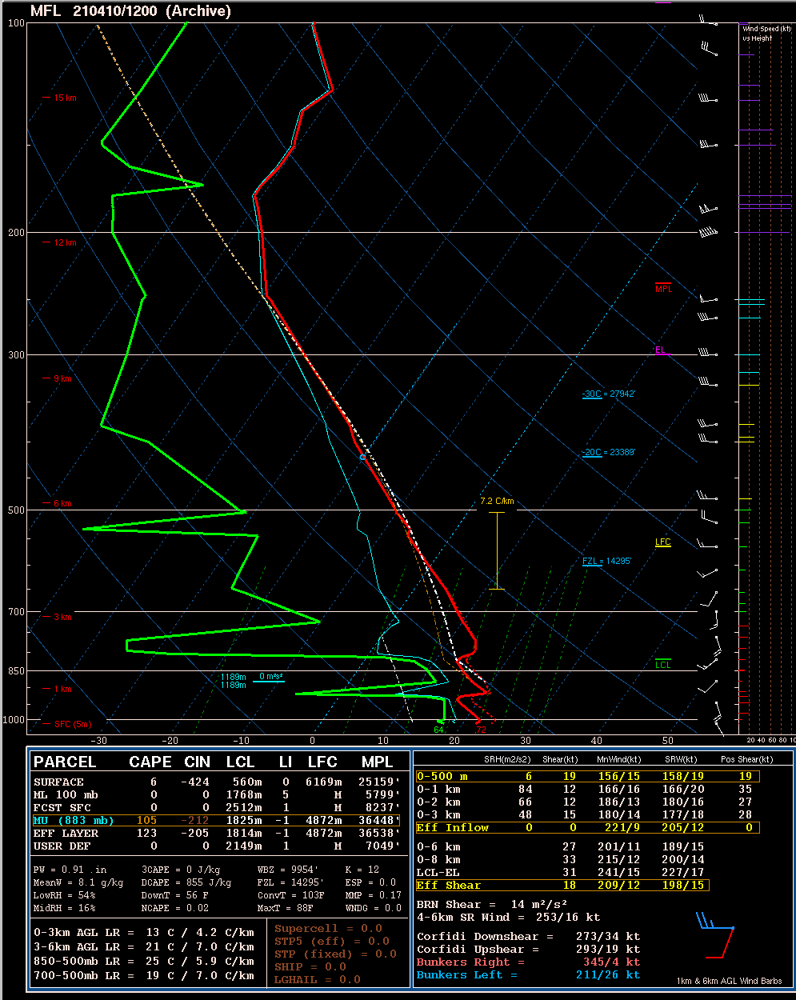 MFL 210410/1200 (Archive)
100
Wind Speed (kt)
vs Height
15 km
200
12 km
MPL
EL
300
9 km
-30C = 27942'
-20C = 23389'
7.2 C/km
6 km
500
LFC
FZL = 14295'
700
3 km
LCL
850
1189m
1189m
0 m²s²
1 km
1000
SFC (5m)
64
72
-30 -20 -10 0 10 20 30 40 50
20 40 60 80 100
PARCEL CAPE CIN LCL LI LFC MPL
SURFACE 6 -424 560m 0 6169m 25159'
ML 100 mb 0 0 1768m 5 M 5799'
FCST SFC 0 0 2512m 1 M 8237'
MU (883 mb) 105 -212 1825m -1 4872m 36448'
EFF LAYER 123 -205 1814m -1 4872m 36538'
USER DEF 0 0 2149m 1 M 7049'
PW = 0.91 .in 3CAPE = 0 J/kg WBZ = 9954' K = 12
MeanW = 8.1 g/kg DCAPE = 855 J/kg FZL = 14295' ESP = 0.0
LowRH = 54% DownT = 56 F ConvT = 103F MMP = 0.17
MidRH = 16% NCAPE = 0.02 MaxT = 88F WNDG = 0.0
0-3km AGL LR = 13 C / 4.2 C/km
3-6km AGL LR = 21 C / 7.0 C/km
850-500mb LR = 25 C / 5.9 C/km
700-500mb LR = 19 C / 7.0 C/km
Supercell = 0.0
STP5 (eff) = 0.0
STP (fixed) = 0.0
SHIP = 0.0
LGHAIL = 0.0
SRH(m2/s2) Shear(kt) MnWind(kt) SRW(kt) Pos Shear(kt)
0-500 m 6 19 156/15 158/19 19
0-1 km 84 12 166/16 166/20 35
0-2 km 66 12 186/13 180/16 27
0-3 km 48 15 180/14 177/18 28
Eff Inflow 0 0 221/9 205/12 0
0-6 km 27 201/11 189/15
0-8 km 33 215/12 200/14
LCL-EL 31 241/15 227/17
Eff Shear 18 209/12 198/15
BRN Shear = 14 m²/s²
4-6km SR Wind = 253/16 kt
Corfidi Downshear = 273/34 kt
Corfidi Upshear = 293/19 kt
Bunkers Right = 345/4 kt
Bunkers Left = 211/26 kt
1km & 6km AGL Wind Barbs